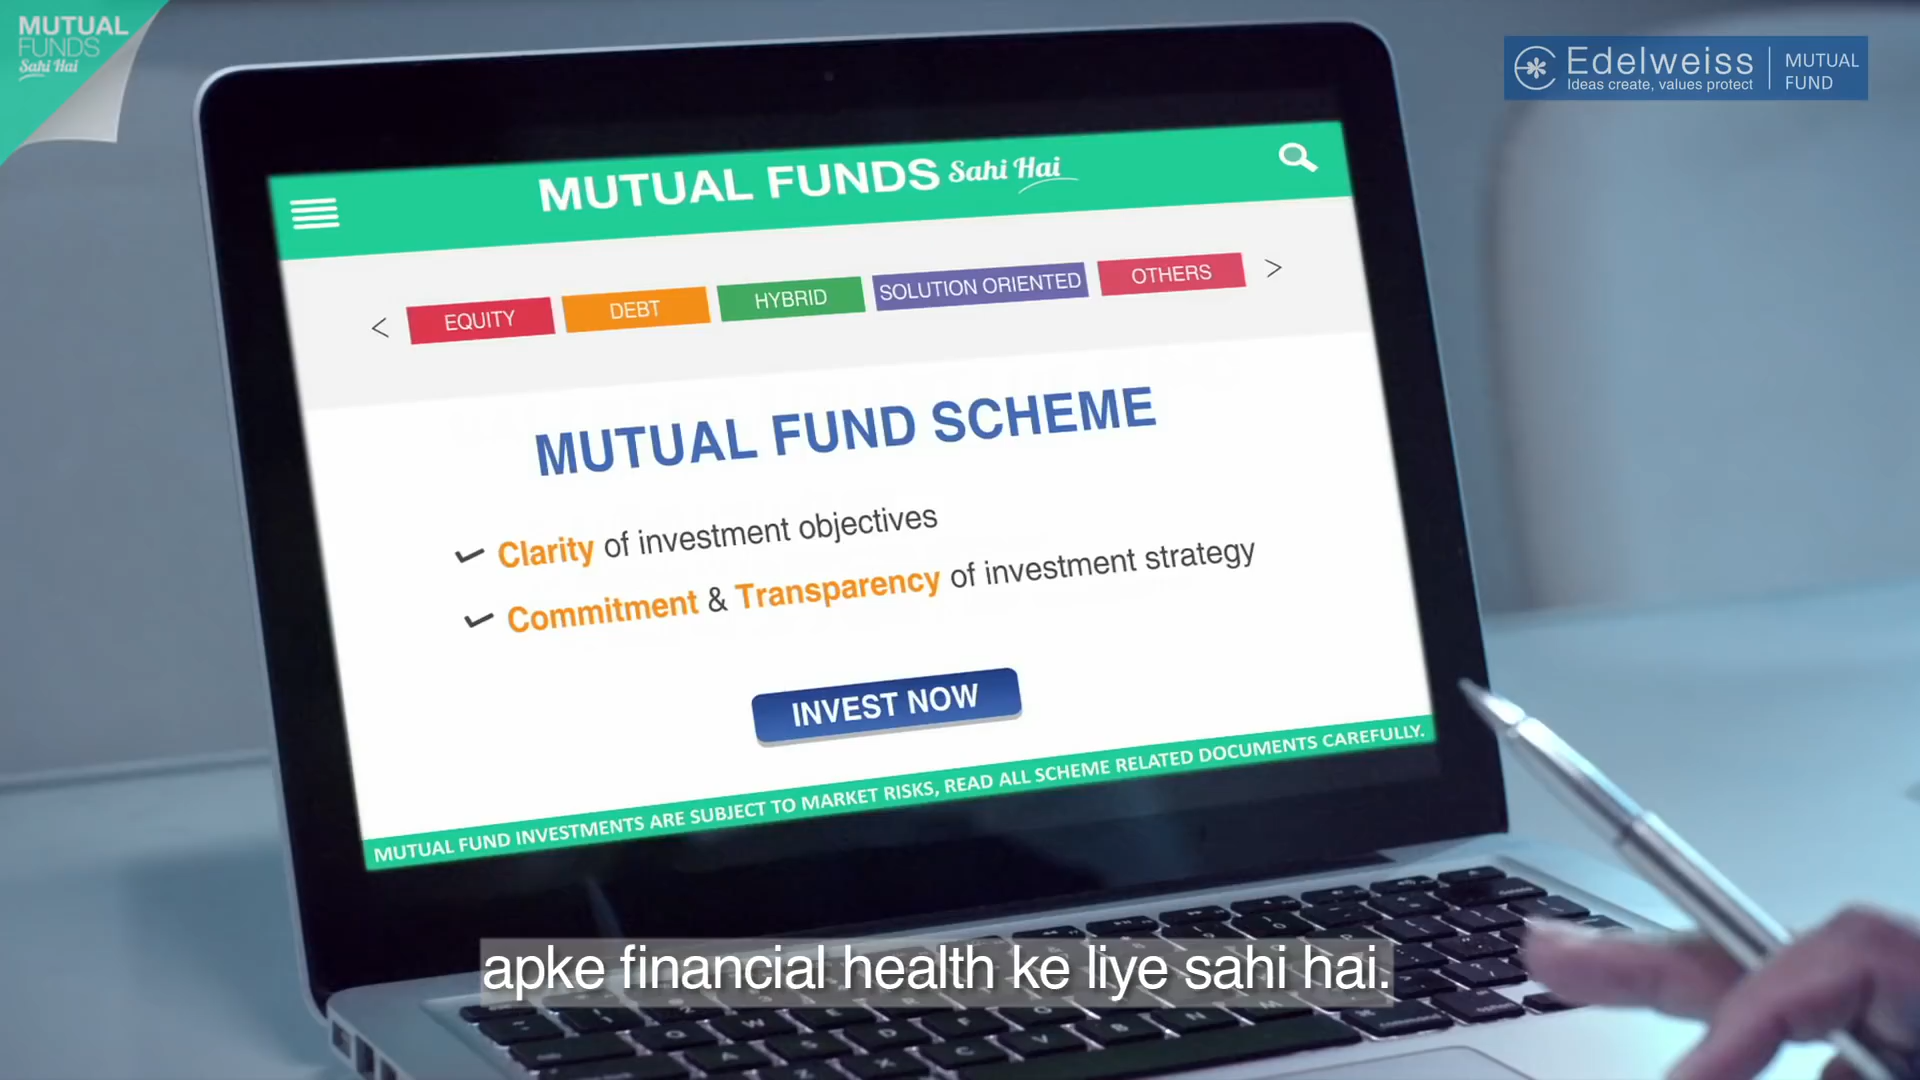 MUTUAL
FUNDS
Sahi Hai
Edelweiss
Ideas create, values protect
MUTUAL
FUND
MUTUAL FUNDS Sahi Hai
< EQUITY DEBT HYBRID SOLUTION ORIENTED OTHERS >
MUTUAL FUND SCHEME
Clarity of investment objectives
Commitment & Transparency of investment strategy
INVEST NOW
MUTUAL FUND INVESTMENTS ARE SUBJECT TO MARKET RISKS, READ ALL SCHEME RELATED DOCUMENTS CAREFULLY.
apke financial health ke liye sahi hai.